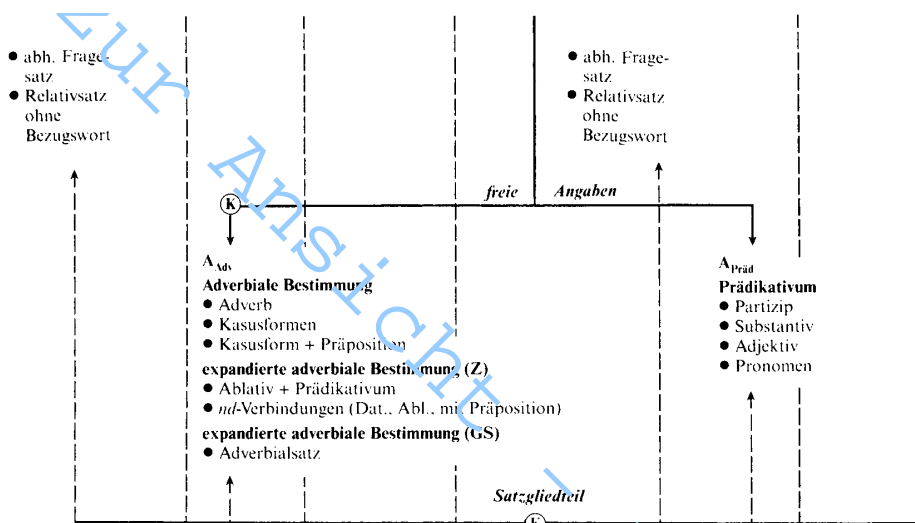 ● abh. Frage-
satz
● Relativsatz
ohne
Bezugswort
● abh. Frage-
satz
● Relativsatz
ohne
Bezugswort
freie Angaben
K
A_Adv
Adverbiale Bestimmung
● Adverb
● Kasusformen
● Kasusform + Präposition
expandierte adverbiale Bestimmung (Z)
● Ablativ + Prädikativum
● nd-Verbindungen (Dat., Abl., mit Präposition)
expandierte adverbiale Bestimmung (GS)
● Adverbialsatz
A_Präd
Prädikativum
● Partizip
● Substantiv
● Adjektiv
● Pronomen
Satzgliedteil
zur Ansicht -